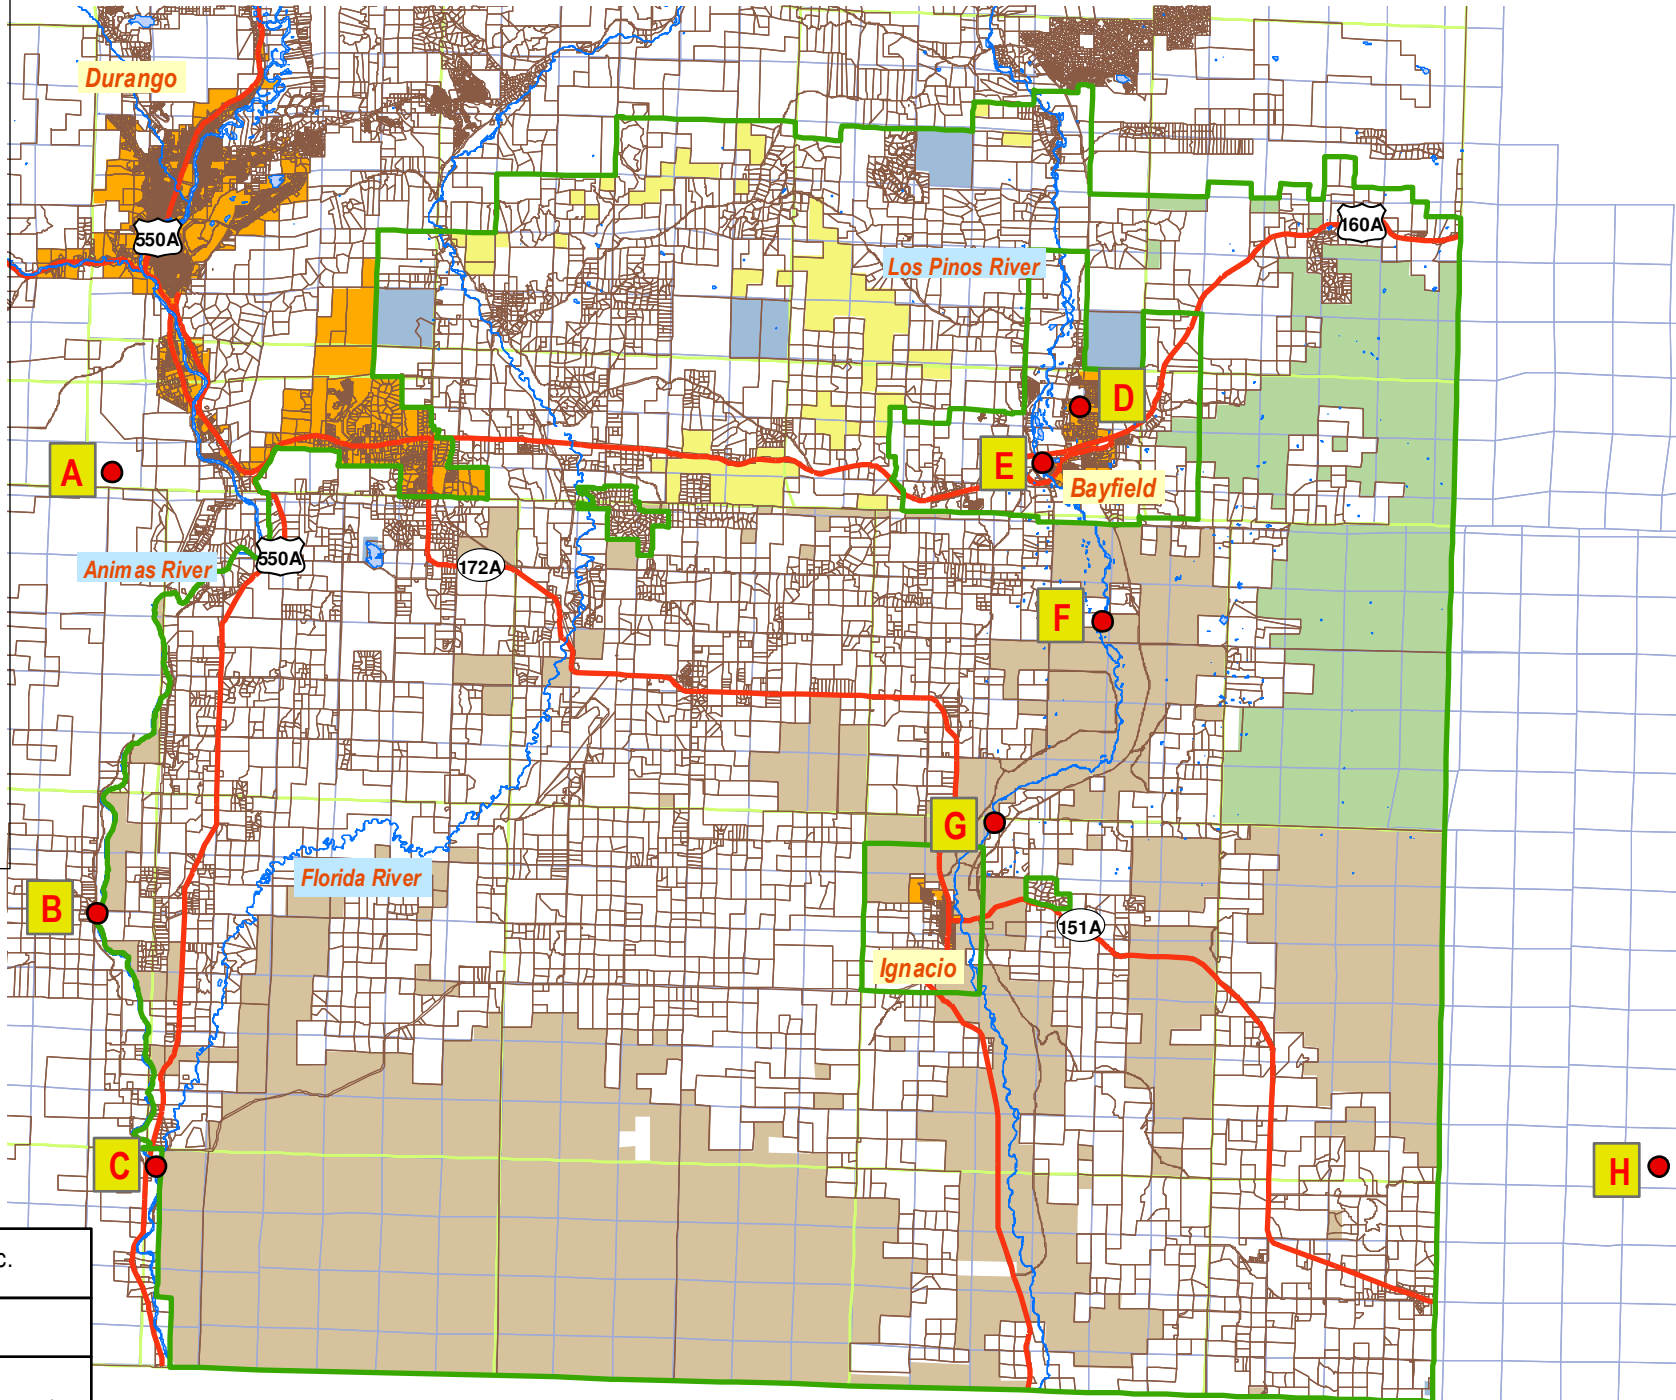 Durango
550A
160A
Los Pinos River
D
A
E
Bayfield
550A
172A
Animas River
F
G
Florida River
B
151A
Ignacio
C
H
c.